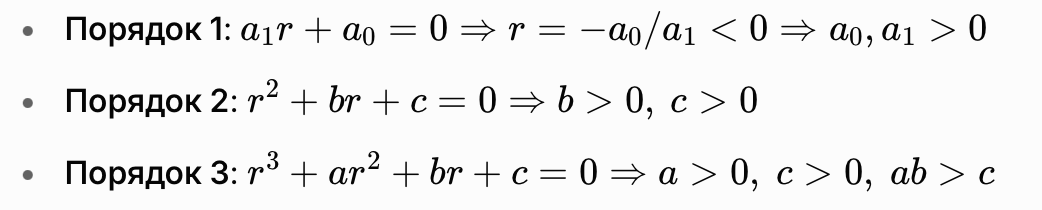 • Порядок 1: a₁r + a₀ = 0 ⇒ r = −a₀/a₁ < 0 ⇒ a₀, a₁ > 0
• Порядок 2: r² + br + c = 0 ⇒ b > 0, c > 0
• Порядок 3: r³ + ar² + br + c = 0 ⇒ a > 0, c > 0, ab > c